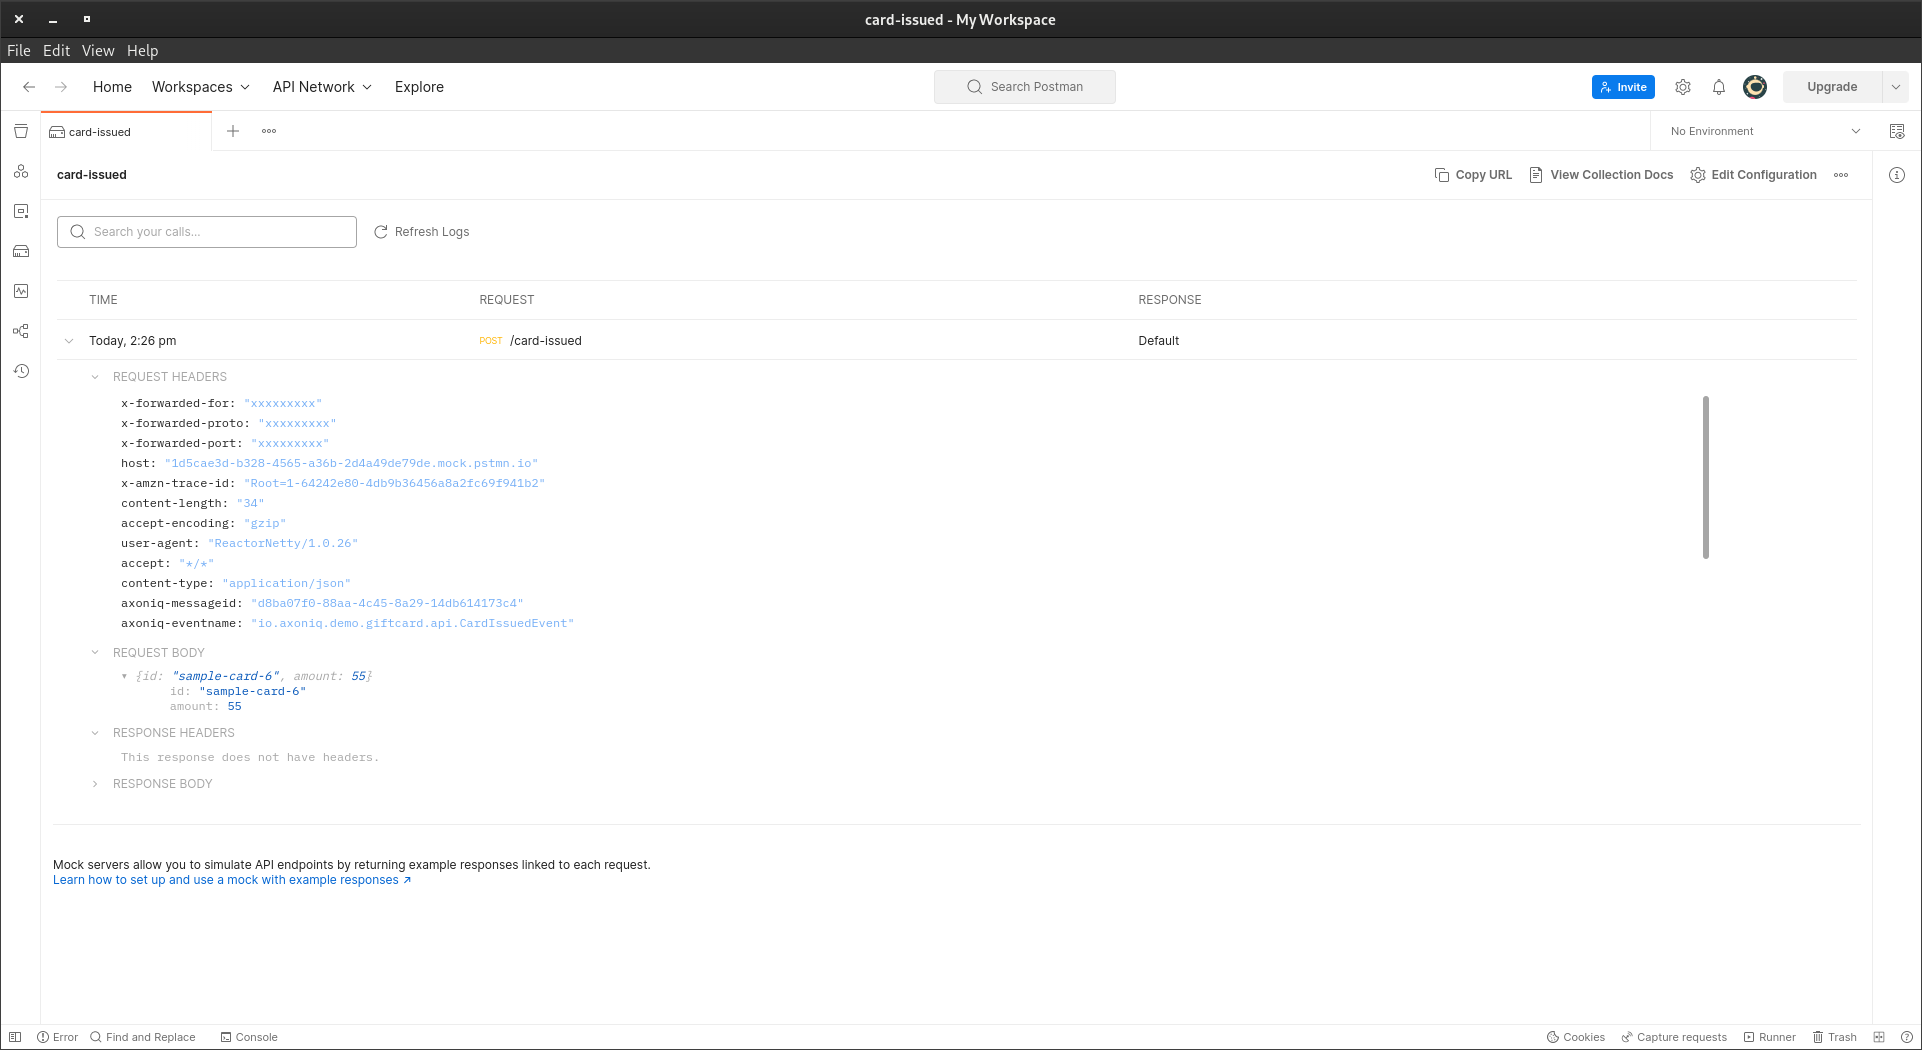 card-issued - My Workspace
File Edit View Help
Home Workspaces API Network Explore Search Postman Invite Upgrade
card-issued No Environment
card-issued Copy URL View Collection Docs Edit Configuration
Search your calls... Refresh Logs
TIME REQUEST RESPONSE
Today, 2:26 pm POST /card-issued Default
REQUEST HEADERS
x-forwarded-for: "xxxxxxxxx"
x-forwarded-proto: "xxxxxxxxx"
x-forwarded-port: "xxxxxxxxx"
host: "1d5cae3d-b328-4565-a36b-2d4a49de79de.mock.pstmn.io"
x-amzn-trace-id: "Root=1-64242e80-4db9b36456a8a2fc69f941b2"
content-length: "34"
accept-encoding: "gzip"
user-agent: "ReactorNetty/1.0.26"
accept: "*/*"
content-type: "application/json"
axoniq-messageid: "d8ba07f0-88aa-4c45-8a29-14db614173c4"
axoniq-eventname: "io.axoniq.demo.giftcard.api.CardIssuedEvent"
REQUEST BODY
{id: "sample-card-6", amount: 55}
id: "sample-card-6"
amount: 55
RESPONSE HEADERS
This response does not have headers.
RESPONSE BODY
Mock servers allow you to simulate API endpoints by returning example responses linked to each request.
Learn how to set up and use a mock with example responses ↗
Error Find and Replace Console Cookies Capture requests Runner Trash